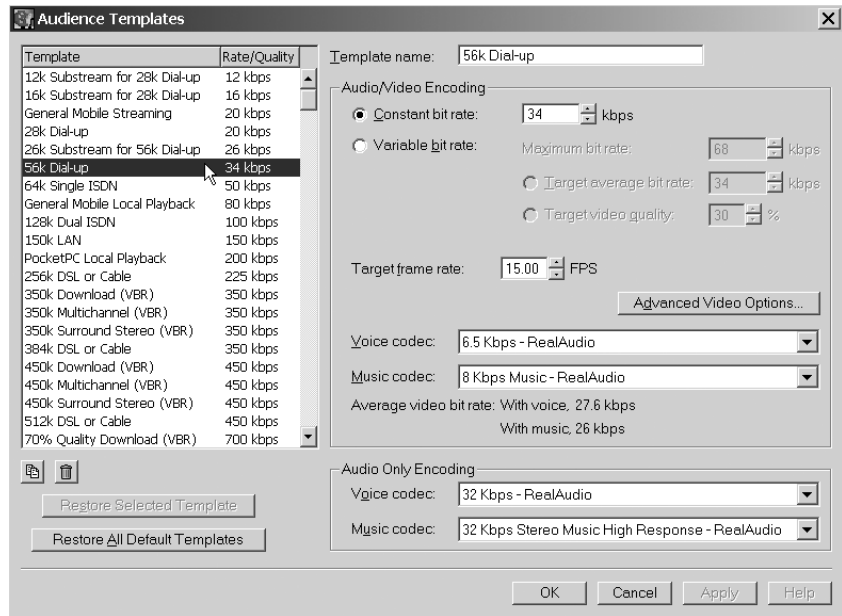 Audience Templates
Template Rate/Quality
12k Substream for 28k Dial-up 12 kbps
16k Substream for 28k Dial-up 16 kbps
General Mobile Streaming 20 kbps
28k Dial-up 20 kbps
26k Substream for 56k Dial-up 26 kbps
56k Dial-up 34 kbps
64k Single ISDN 50 kbps
General Mobile Local Playback 80 kbps
128k Dual ISDN 100 kbps
150k LAN 150 kbps
PocketPC Local Playback 200 kbps
256k DSL or Cable 225 kbps
350k Download (VBR) 350 kbps
350k Multichannel (VBR) 350 kbps
350k Surround Stereo (VBR) 350 kbps
384k DSL or Cable 350 kbps
450k Download (VBR) 450 kbps
450k Multichannel (VBR) 450 kbps
450k Surround Stereo (VBR) 450 kbps
512k DSL or Cable 450 kbps
70% Quality Download (VBR) 700 kbps
Restore Selected Template
Restore All Default Templates
Template name: 56k Dial-up
Audio/Video Encoding
Constant bit rate: 34 kbps
Variable bit rate: Maximum bit rate: 68 kbps
Target average bit rate: 34 kbps
Target video quality: 30 %
Target frame rate: 15.00 FPS
Advanced Video Options...
Voice codec: 6.5 Kbps - RealAudio
Music codec: 8 Kbps Music - RealAudio
Average video bit rate: With voice, 27.6 kbps
With music, 26 kbps
Audio Only Encoding
Voice codec: 32 Kbps - RealAudio
Music codec: 32 Kbps Stereo Music High Response - RealAudio
OK Cancel Apply Help